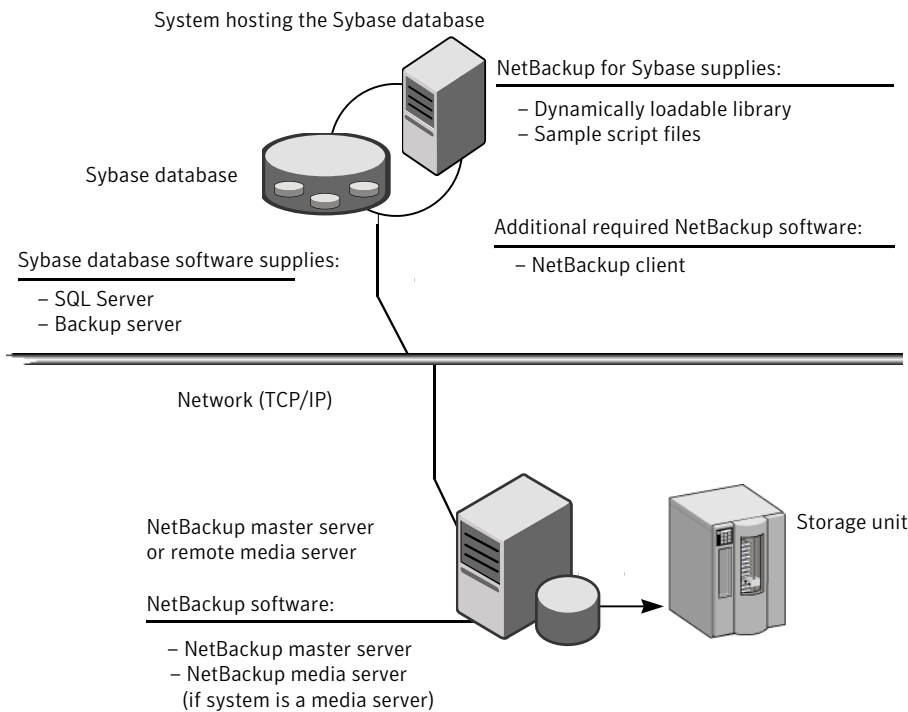 System hosting the Sybase database
NetBackup for Sybase supplies:
– Dynamically loadable library
– Sample script files
Sybase database
Additional required NetBackup software:
– NetBackup client
Sybase database software supplies:
– SQL Server
– Backup server
Network (TCP/IP)
NetBackup master server
or remote media server
Storage unit
NetBackup software:
– NetBackup master server
– NetBackup media server
(if system is a media server)